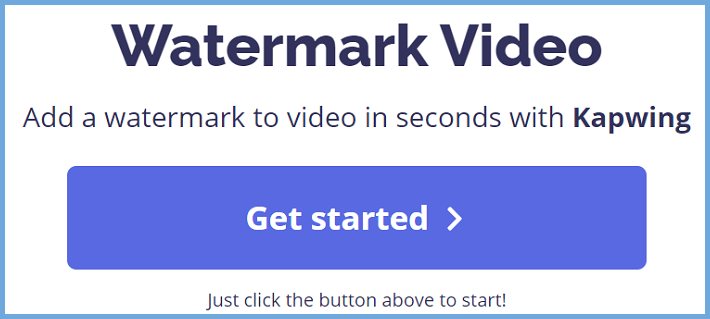 Watermark Video
Add a watermark to video in seconds with Kapwing
Get started
Just click the button above to start!